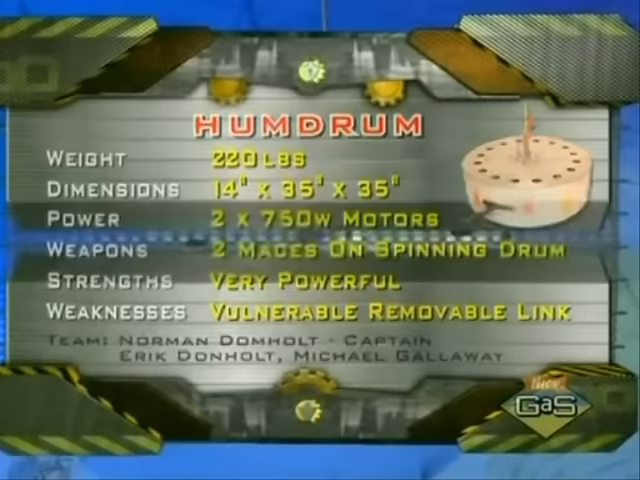 HUMDRUM
WEIGHT 220 LBS
DIMENSIONS 14" X 35" X 35"
POWER 2 X 750W MOTORS
WEAPONS 2 MACES ON SPINNING DRUM
STRENGTHS VERY POWERFUL
WEAKNESSES VULNERABLE REMOVABLE LINK
TEAM: NORMAN DOMHOLT - CAPTAIN
ERIK DONHOLT, MICHAEL GALLAWAY
NICK
GAS